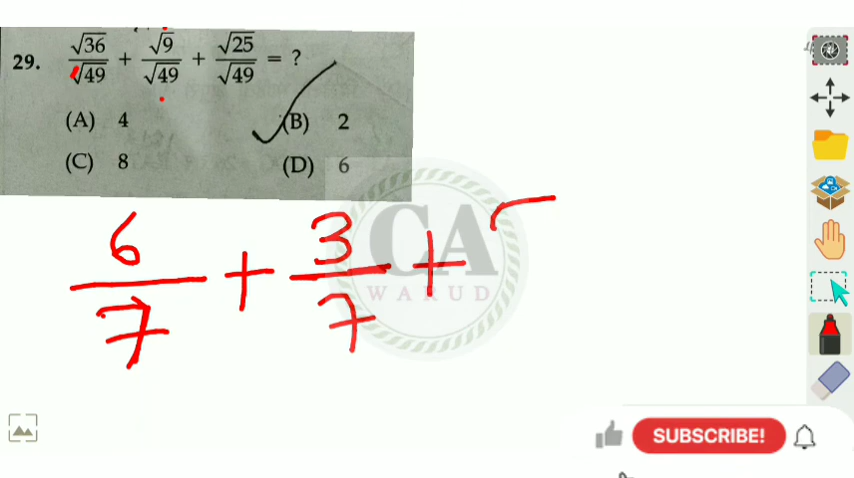 29. √36/√49 + √9/√49 + √25/√49 = ?
(A) 4 (B) 2
(C) 8 (D) 6
6/7 + 3/7 +
CA
WARUD
SUBSCRIBE!